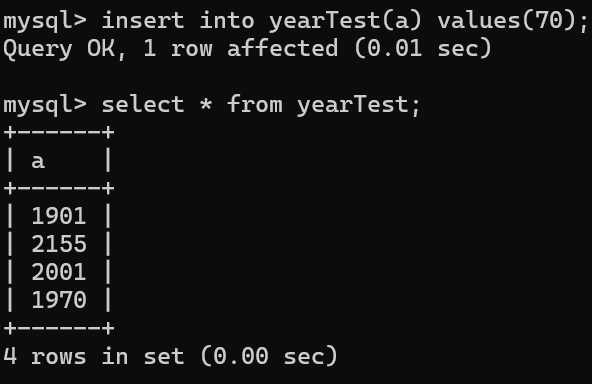 mysql> insert into yearTest(a) values(70);
Query OK, 1 row affected (0.01 sec)

mysql> select * from yearTest;
+------+
| a    |
+------+
| 1901 |
| 2155 |
| 2001 |
| 1970 |
+------+
4 rows in set (0.00 sec)